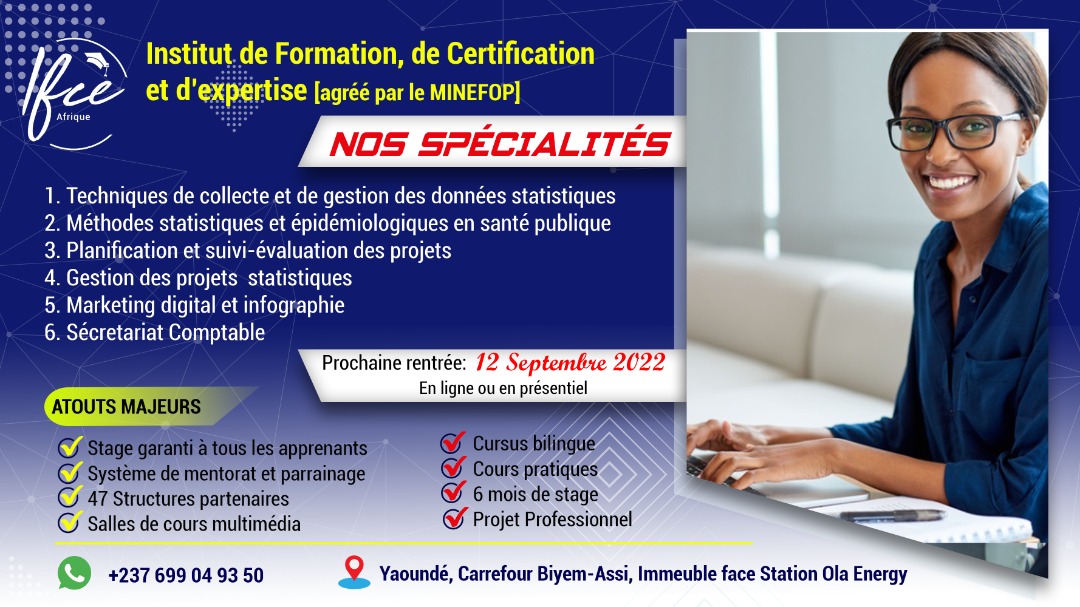 Ifce
Afrique
Institut de Formation, de Certification
et d'expertise [agréé par le MINEFOP]
NOS SPÉCIALITÉS
1. Techniques de collecte et de gestion des données statistiques
2. Méthodes statistiques et épidémiologiques en santé publique
3. Planification et suivi-évaluation des projets
4. Gestion des projets statistiques
5. Marketing digital et infographie
6. Sécretariat Comptable
Prochaine rentrée: 12 Septembre 2022
En ligne ou en présentiel
ATOUTS MAJEURS
Stage garanti à tous les apprenants
Système de mentorat et parrainage
47 Structures partenaires
Salles de cours multimédia
Cursus bilingue
Cours pratiques
6 mois de stage
Projet Professionnel
+237 699 04 93 50
Yaoundé, Carrefour Biyem-Assi, Immeuble face Station Ola Energy